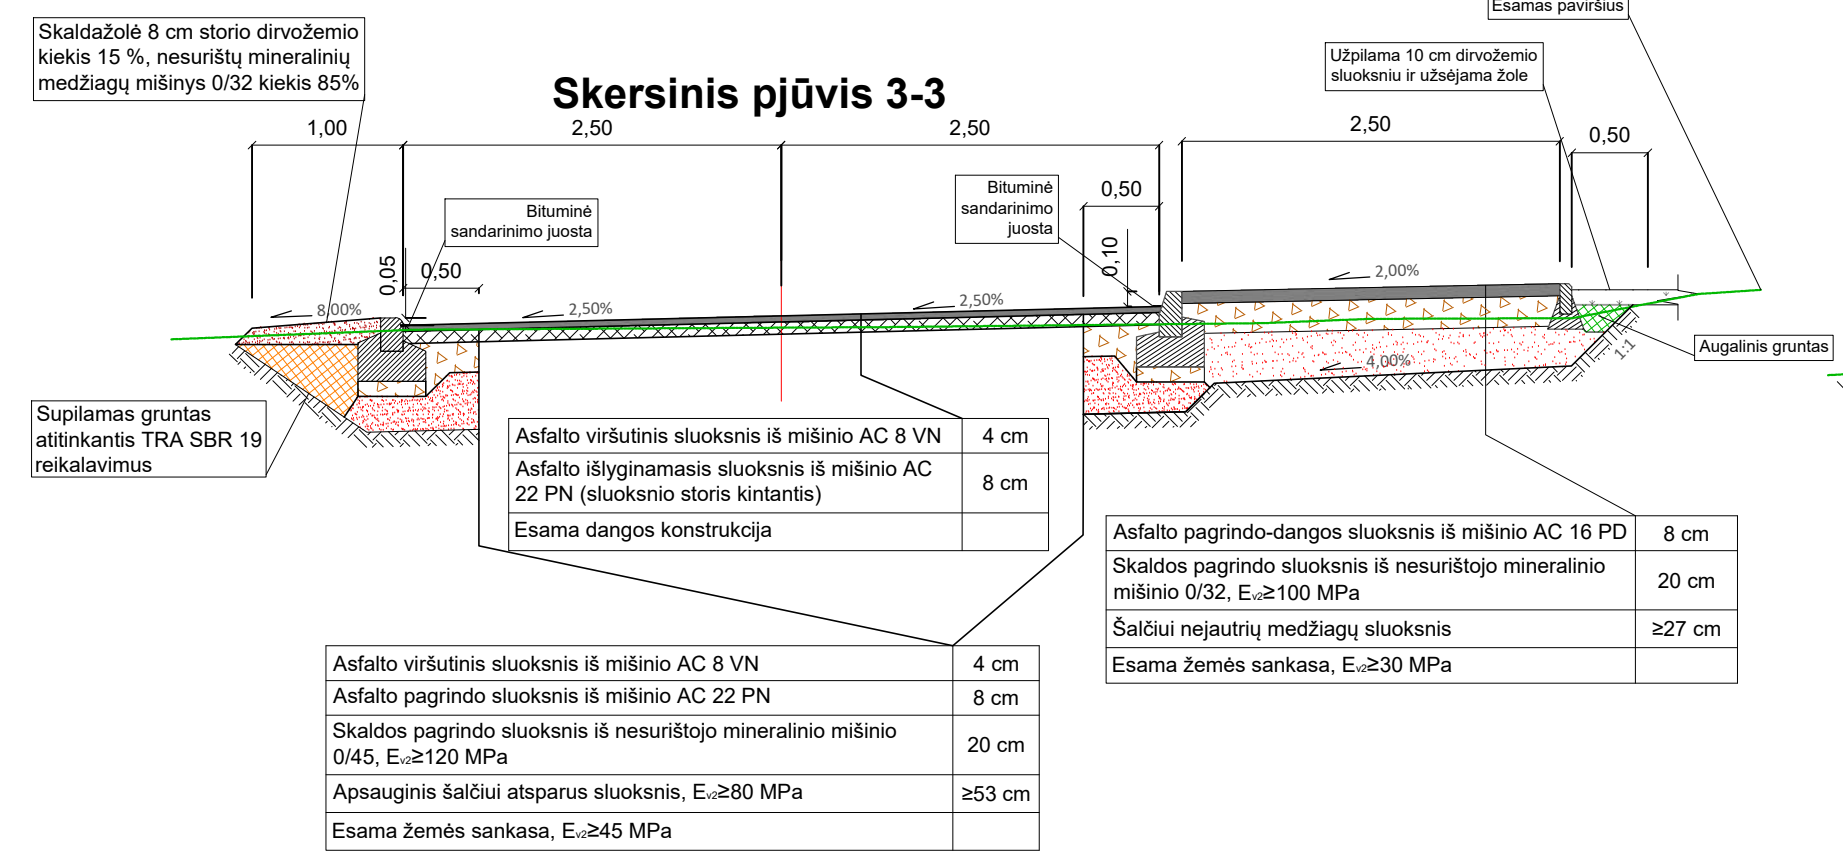 Esamas paviršius
Skaldažolė 8 cm storio dirvožemio
kiekis 15 %, nesurištų mineralinių
medžiagų mišinys 0/32 kiekis 85%
Užpilama 10 cm dirvožemio
sluoksniu ir užsėjama žole
Skersinis pjūvis 3-3
1,00
2,50
2,50
2,50
0,50
Bituminė
sandarinimo juosta
Bituminė
sandarinimo
juosta
0,50
0,05
0,50
0,10
8,00%
2,50%
2,50%
2,00%
4,00%
1:1
Augalinis gruntas
Supilamas gruntas
atitinkantis TRA SBR 19
reikalavimus
Asfalto viršutinis sluoksnis iš mišinio AC 8 VN 4 cm
Asfalto išlyginamasis sluoksnis iš mišinio AC
22 PN (sluoksnio storis kintantis) 8 cm
Esama dangos konstrukcija
Asfalto pagrindo-dangos sluoksnis iš mišinio AC 16 PD 8 cm
Skaldos pagrindo sluoksnis iš nesurištojo mineralinio
mišinio 0/32, Ev2≥100 MPa 20 cm
Šalčiui nejautrių medžiagų sluoksnis ≥27 cm
Esama žemės sankasa, Ev2≥30 MPa
Asfalto viršutinis sluoksnis iš mišinio AC 8 VN 4 cm
Asfalto pagrindo sluoksnis iš mišinio AC 22 PN 8 cm
Skaldos pagrindo sluoksnis iš nesurištojo mineralinio mišinio
0/45, Ev2≥120 MPa 20 cm
Apsauginis šalčiui atsparus sluoksnis, Ev2≥80 MPa ≥53 cm
Esama žemės sankasa, Ev2≥45 MPa